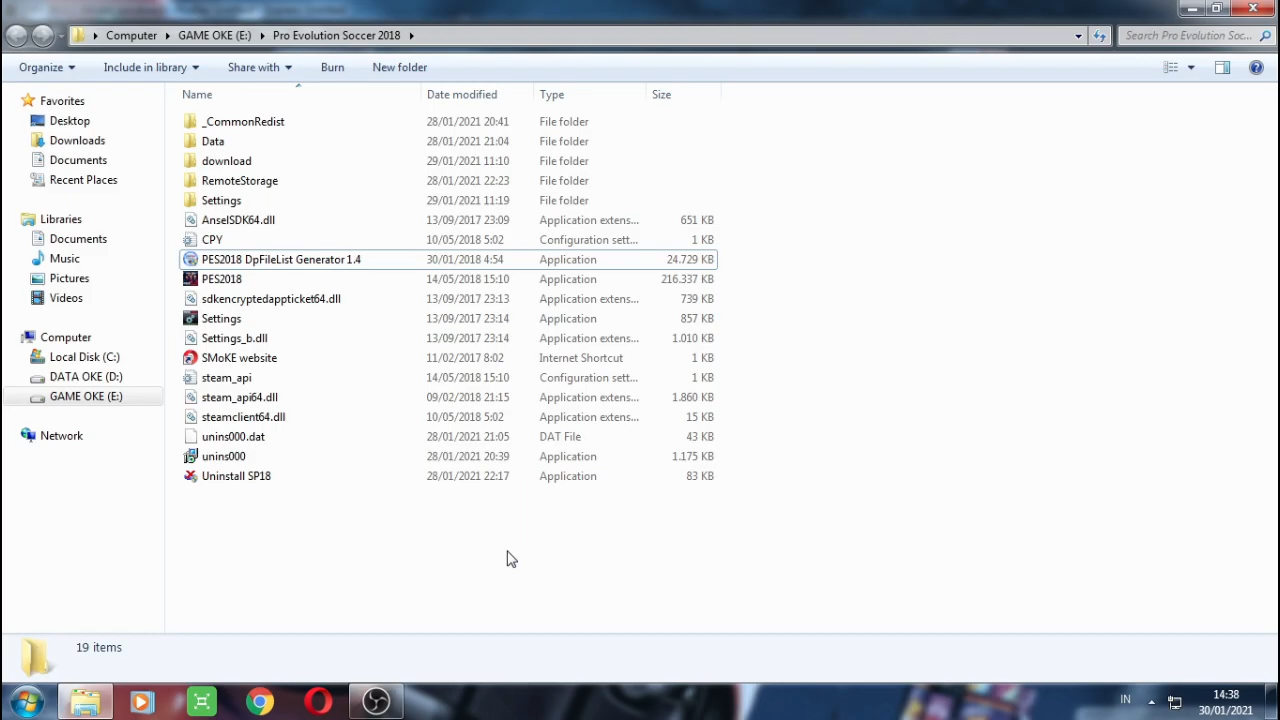 Computer GAME OKE (E:) Pro Evolution Soccer 2018 Search Pro Evolution Soc...
Organize Include in library Share with Burn New folder
Name Date modified Type Size
Favorites
Desktop
Downloads
Documents
Recent Places
Libraries
Documents
Music
Pictures
Videos
Computer
Local Disk (C:)
DATA OKE (D:)
GAME OKE (E:)
Network
_CommonRedist 28/01/2021 20:41 File folder
Data 28/01/2021 21:04 File folder
download 29/01/2021 11:10 File folder
RemoteStorage 28/01/2021 22:23 File folder
Settings 29/01/2021 11:19 File folder
AnselSDK64.dll 13/09/2017 23:09 Application extens... 651 KB
CPY 10/05/2018 5:02 Configuration sett... 1 KB
PES2018 DpFileList Generator 1.4 30/01/2018 4:54 Application 24.729 KB
PES2018 14/05/2018 15:10 Application 216.337 KB
sdkencryptedappticket64.dll 13/09/2017 23:13 Application extens... 739 KB
Settings 13/09/2017 23:14 Application 857 KB
Settings_b.dll 13/09/2017 23:14 Application extens... 1.010 KB
SMoKE website 11/02/2017 8:02 Internet Shortcut 1 KB
steam_api 14/05/2018 15:10 Configuration sett... 1 KB
steam_api64.dll 09/02/2018 21:15 Application extens... 1.860 KB
steamclient64.dll 10/05/2018 5:02 Application extens... 15 KB
unins000.dat 28/01/2021 21:05 DAT File 43 KB
unins000 28/01/2021 20:39 Application 1.175 KB
Uninstall SP18 28/01/2021 22:17 Application 83 KB
19 items
IN 14:38
30/01/2021